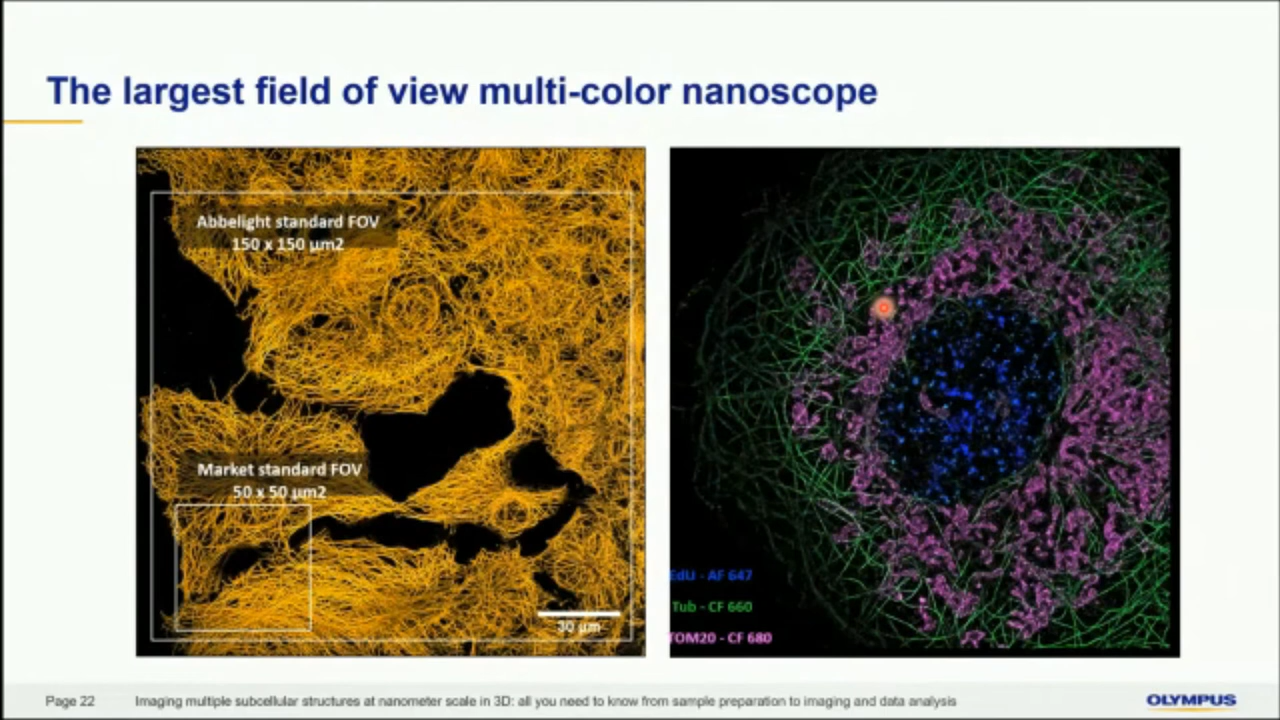 The largest field of view multi-color nanoscope
Abbelight standard FOV
150 x 150 µm2
Market standard FOV
50 x 50 µm2
30 µm
EdU - AF 647
Tub - CF 660
TOM20 - CF 680
Page 22
Imaging multiple subcellular structures at nanometer scale in 3D: all you need to know from sample preparation to imaging and data analysis
OLYMPUS